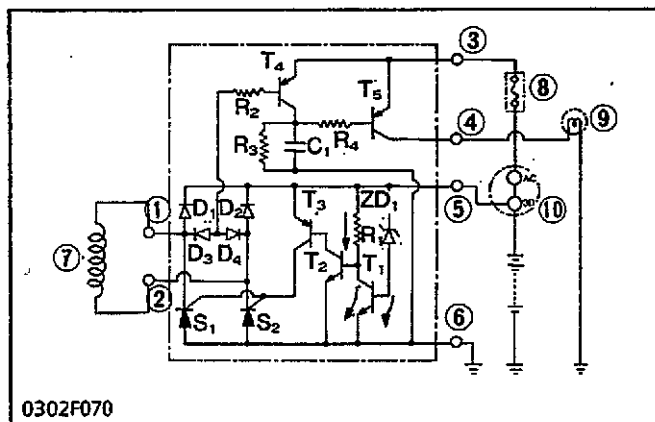 ③
T₄
T₅
⑧
R₂
④
⑨
R₃
C₁
R₄
①
D₁
D₂
T₃
ZD₁
⑤
AC
⑩
⑦
D₃
D₄
T₂
R₁
T₁
②
S₁
S₂
⑥
0302F070